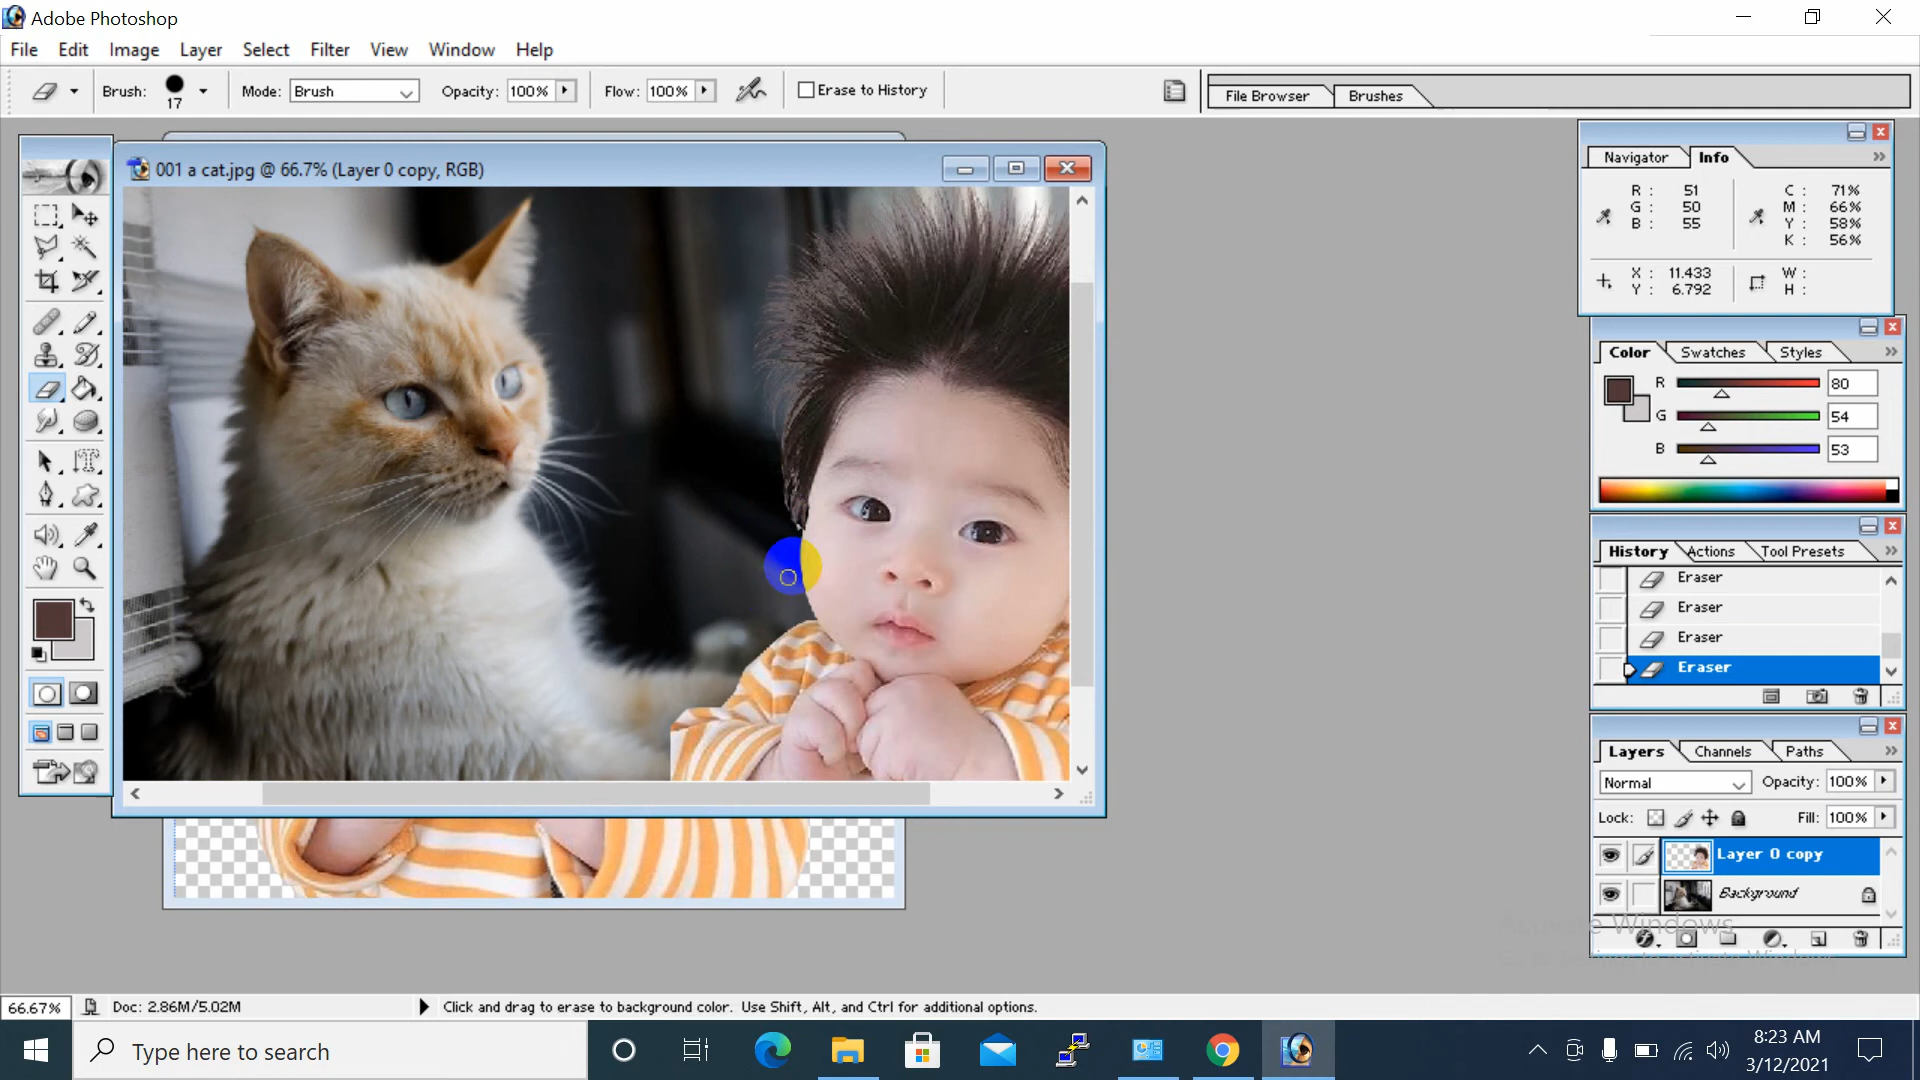 Adobe Photoshop
File Edit Image Layer Select Filter View Window Help
Brush: 17 Mode: Brush Opacity: 100% Flow: 100% Erase to History File Browser Brushes
001 a cat.jpg @ 66.7% (Layer 0 copy, RGB)
Navigator Info
R : 51 C : 71%
G : 50 M : 66%
B : 55 Y : 58%
K : 56%
X : 11.433 W :
Y : 6.792 H :
Color Swatches Styles
R 80
G 54
B 53
History Actions Tool Presets
Eraser
Eraser
Eraser
Eraser
Layers Channels Paths
Normal Opacity: 100%
Lock: Fill: 100%
Layer 0 copy
Background
Activate Windows
66.67% Doc: 2.86M/5.02M Click and drag to erase to background color. Use Shift, Alt, and Ctrl for additional options.
Type here to search
8:23 AM
3/12/2021